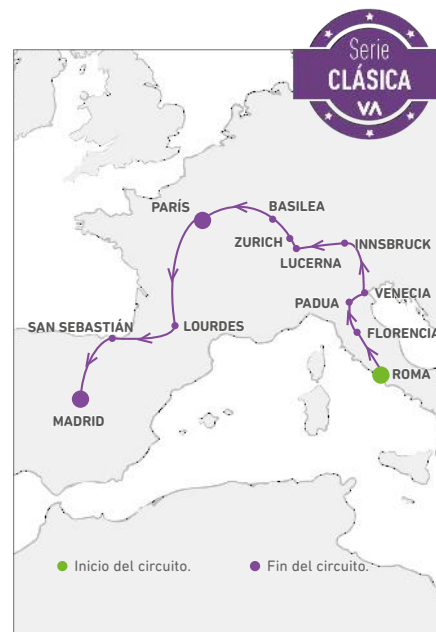 Serie
CLÁSICA
VA
PARÍS
BASILEA
ZURICH
INNSBRUCK
LUCERNA
VENECIA
PADUA
SAN SEBASTIÁN
LOURDES
FLORENCIA
ROMA
MADRID
Inicio del circuito.
Fin del circuito.